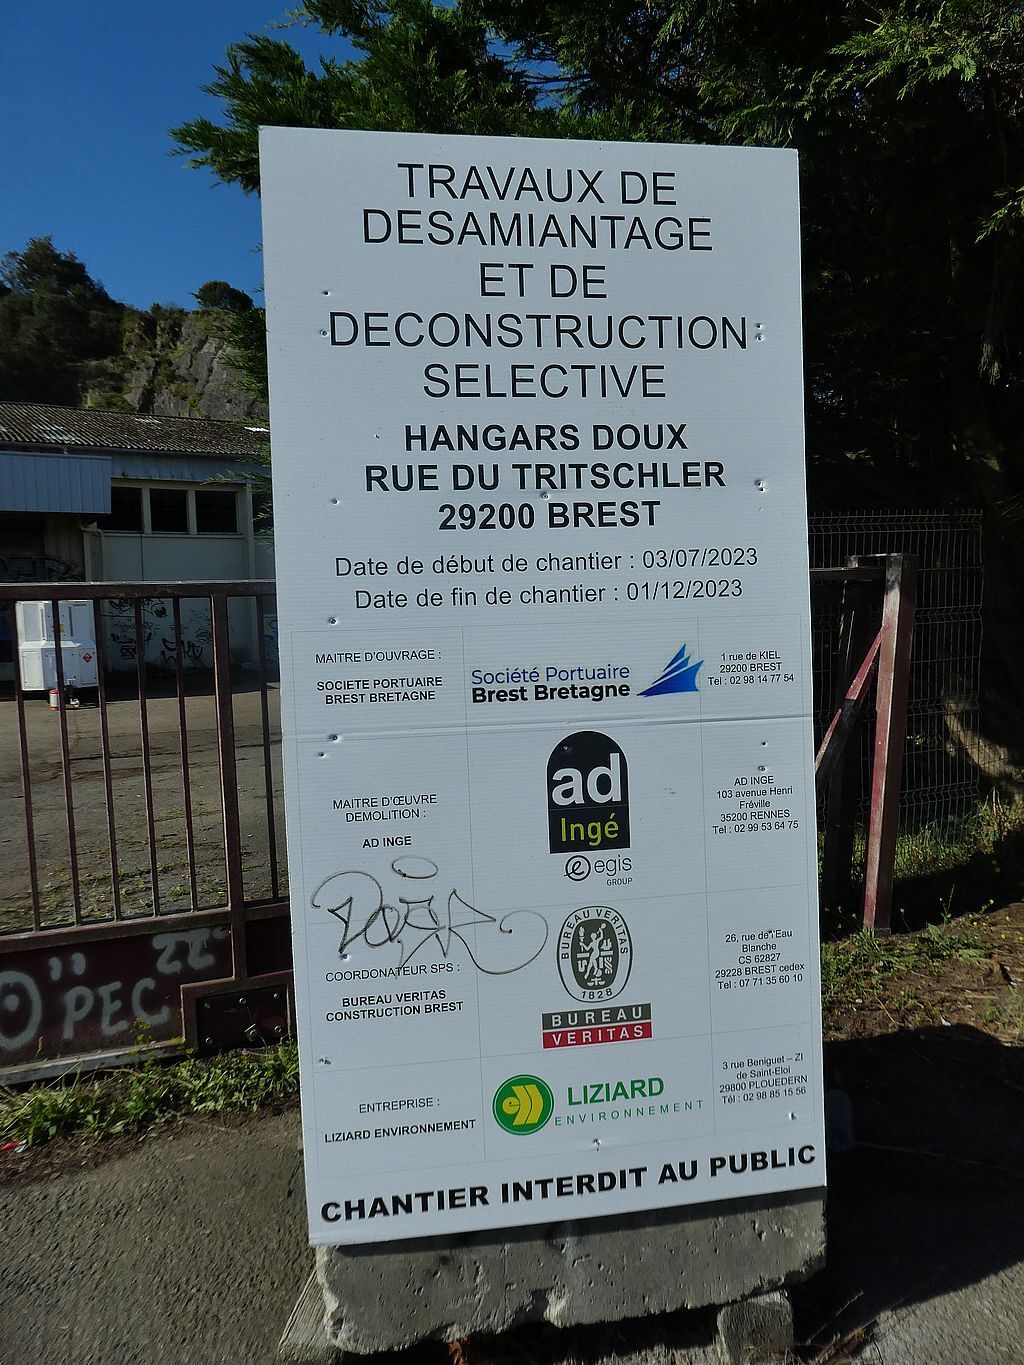 TRAVAUX DE
DESAMIANTAGE
ET DE
DECONSTRUCTION
SELECTIVE
HANGARS DOUX
RUE DU TRITSCHLER
29200 BREST
Date de début de chantier : 03/07/2023
Date de fin de chantier : 01/12/2023
MAITRE D'OUVRAGE :
SOCIETE PORTUAIRE
BREST BRETAGNE
Société Portuaire
Brest Bretagne
1 rue de KIEL
29200 BREST
Tel : 02 98 14 77 54
MAITRE D'ŒUVRE
DEMOLITION :
AD INGE
ad
Ingé
egis
GROUP
AD INGE
103 avenue Henri
Fréville
35200 RENNES
Tel : 02 99 53 64 75
COORDONATEUR SPS :
BUREAU VERITAS
CONSTRUCTION BREST
BUREAU VERITAS
1828
BUREAU
VERITAS
26, rue de l'Eau
Blanche
CS 62827
29228 BREST cedex
Tel : 07 71 35 60 10
ENTREPRISE :
LIZIARD ENVIRONNEMENT
LIZIARD
ENVIRONNEMENT
3 rue Beniguet – ZI
de Saint-Eloi
29800 PLOUEDERN
Tél : 02 98 85 15 56
CHANTIER INTERDIT AU PUBLIC
PEC